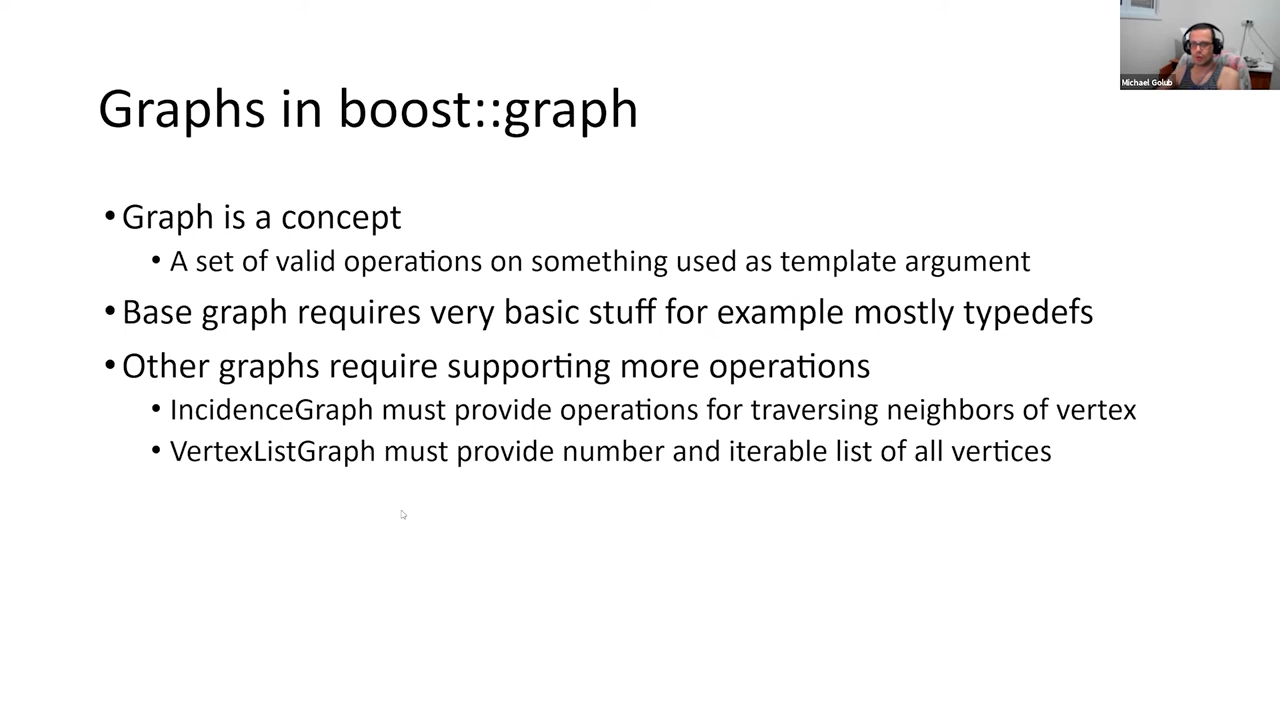 Michael Golub
Graphs in boost::graph
• Graph is a concept
• A set of valid operations on something used as template argument
• Base graph requires very basic stuff for example mostly typedefs
• Other graphs require supporting more operations
• IncidenceGraph must provide operations for traversing neighbors of vertex
• VertexListGraph must provide number and iterable list of all vertices